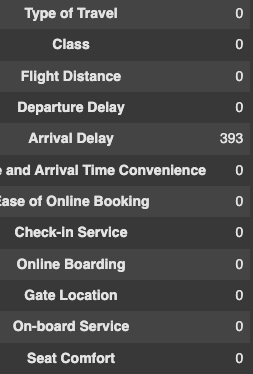 Type of Travel 0
Class 0
Flight Distance 0
Departure Delay 0
Arrival Delay 393
and Arrival Time Convenience 0
Ease of Online Booking 0
Check-in Service 0
Online Boarding 0
Gate Location 0
On-board Service 0
Seat Comfort 0